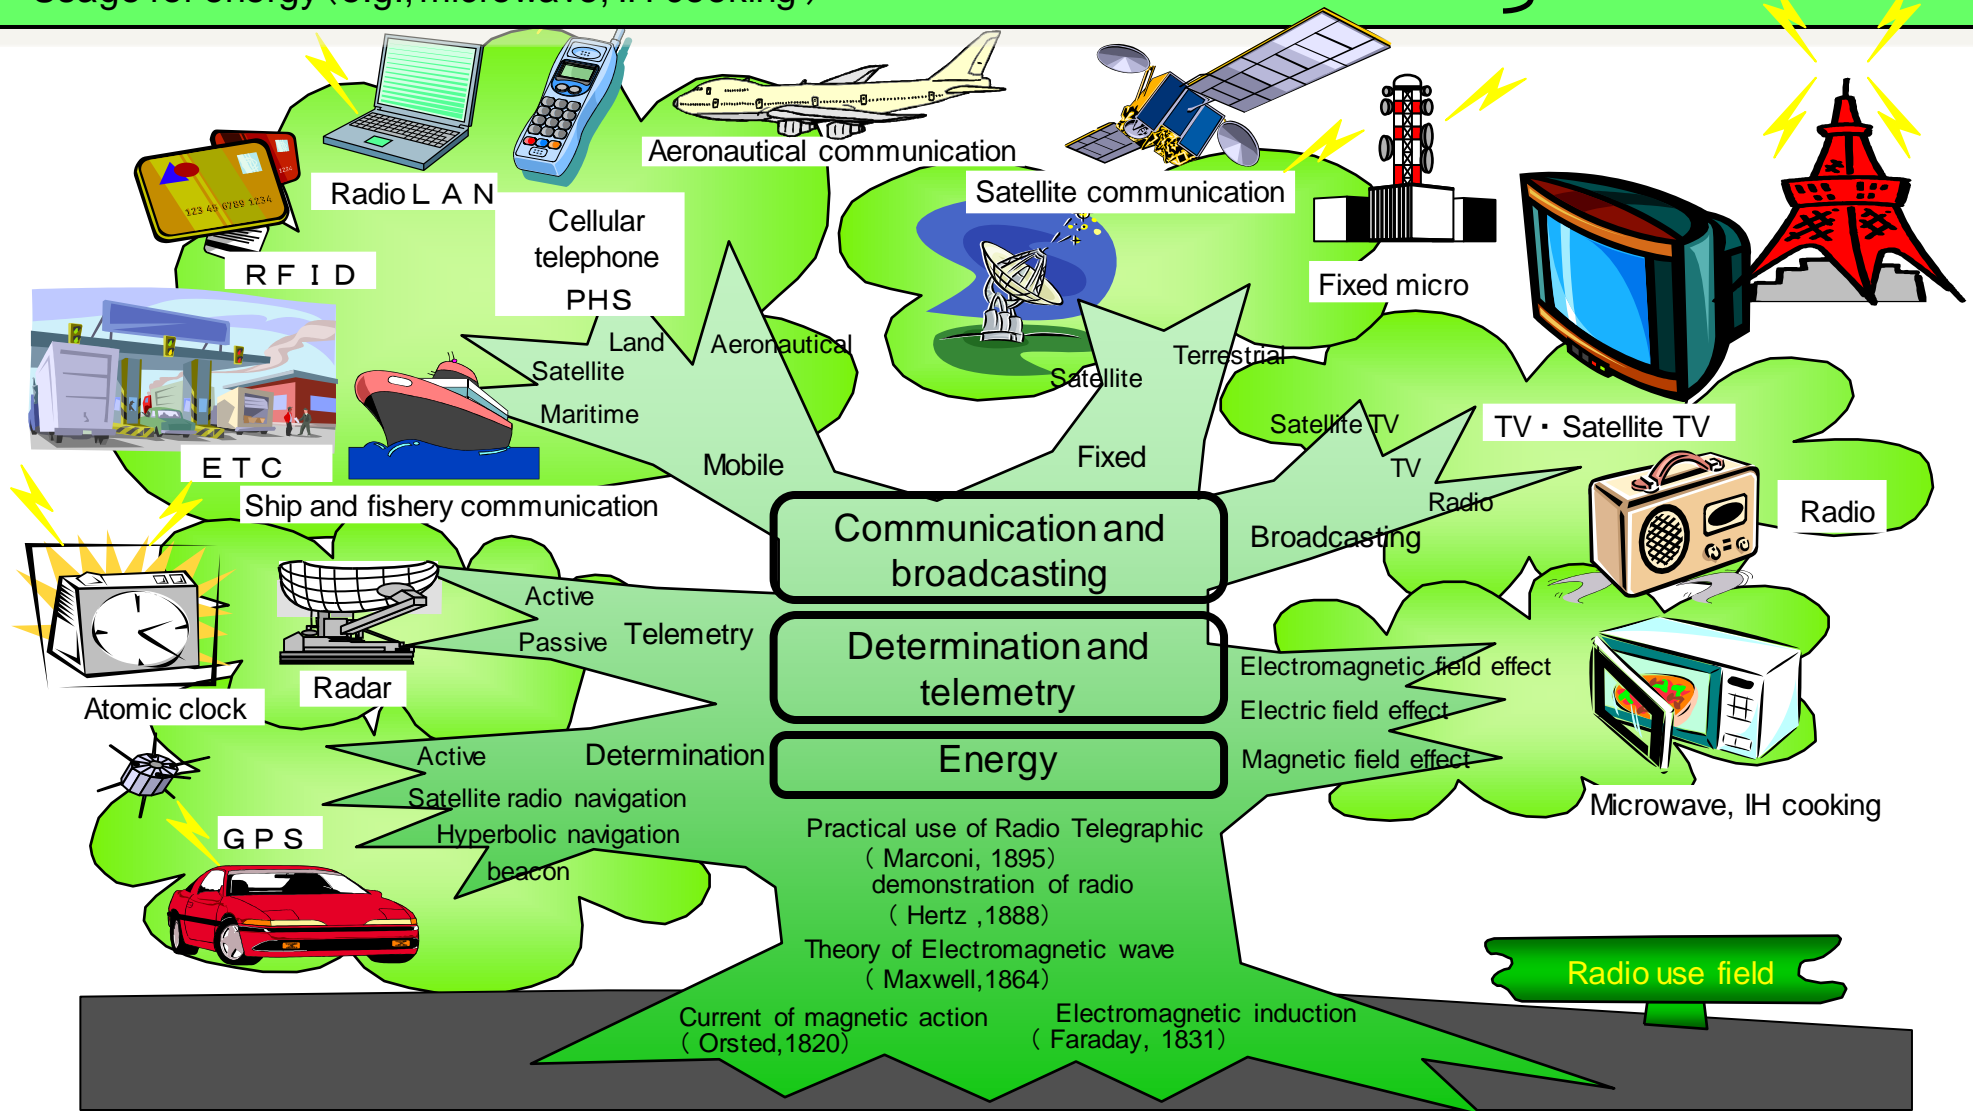 Radio L A N
Cellular
telephone
PHS
Aeronautical communication
Satellite communication
Fixed micro
123 45 6789 1234
1234
R F I D
E T C
Ship and fishery communication
Land
Satellite
Maritime
Aeronautical
Mobile
Satellite
Terrestrial
Fixed
Satellite TV
TV
Radio
Broadcasting
TV・Satellite TV
Radio
Communication and
broadcasting
Determination and
telemetry
Energy
Active
Passive
Telemetry
Radar
Atomic clock
Active
Determination
Satellite radio navigation
Hyperbolic navigation
beacon
G P S
Electromagnetic field effect
Electric field effect
Magnetic field effect
Microwave, IH cooking
Practical use of Radio Telegraphic
（ Marconi, 1895）
demonstration of radio
（ Hertz ,1888）
Theory of Electromagnetic wave
（ Maxwell,1864）
Current of magnetic action
（ Orsted,1820）
Electromagnetic induction
（ Faraday, 1831）
Radio use field